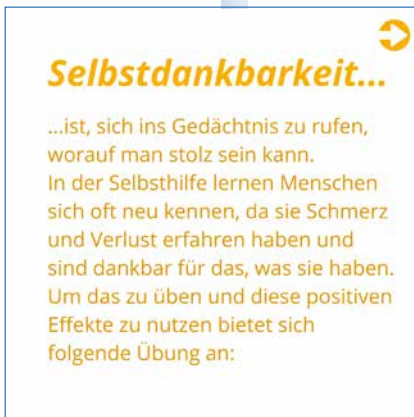 Selbstdankbarkeit...
...ist, sich ins Gedächtnis zu rufen,
worauf man stolz sein kann.
In der Selbsthilfe lernen Menschen
sich oft neu kennen, da sie Schmerz
und Verlust erfahren haben und
sind dankbar für das, was sie haben.
Um das zu üben und diese positiven
Effekte zu nutzen bietet sich
folgende Übung an: